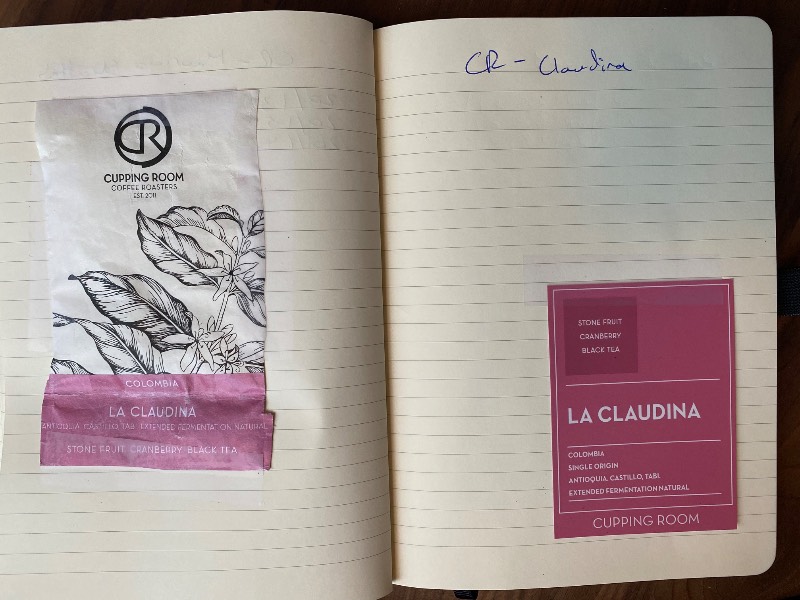 CR
CUPPING ROOM
COFFEE ROASTERS
EST. 2011
COLOMBIA
LA CLAUDINA
ANTIOQUIA, CASTILLO, TABI, EXTENDED FERMENTATION NATURAL
STONE FRUIT CRANBERRY BLACK TEA
CR - Claudina
STONE FRUIT
CRANBERRY
BLACK TEA
LA CLAUDINA
COLOMBIA
SINGLE ORIGIN
ANTIOQUIA, CASTILLO, TABI,
EXTENDED FERMENTATION NATURAL
CUPPING ROOM